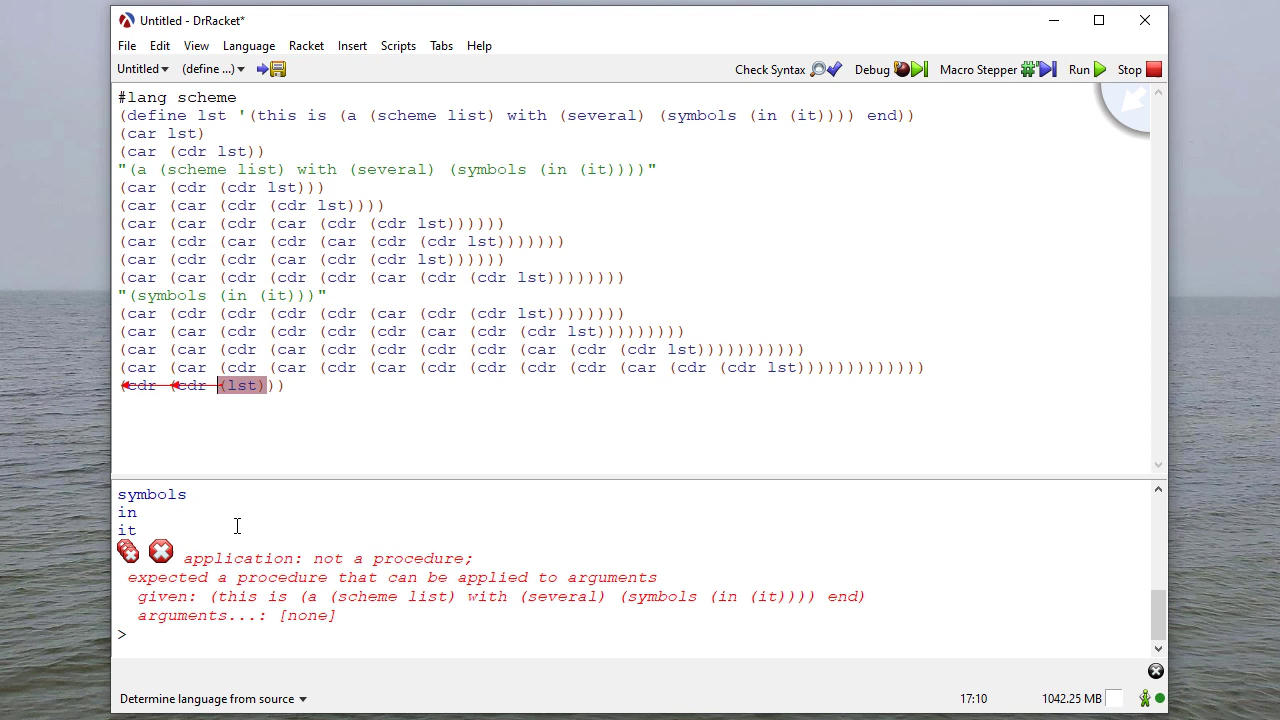 Untitled - DrRacket*
File Edit View Language Racket Insert Scripts Tabs Help
Untitled (define ...) Check Syntax Debug Macro Stepper Run Stop
#lang scheme
(define lst '(this is (a (scheme list) with (several) (symbols (in (it)))) end))
(car lst)
(car (cdr lst))
"(a (scheme list) with (several) (symbols (in (it))))"
(car (cdr (cdr lst)))
(car (car (cdr (cdr lst))))
(car (car (cdr (car (cdr (cdr lst))))))
(car (cdr (car (cdr (car (cdr (cdr lst)))))))
(car (cdr (cdr (car (cdr (cdr lst))))))
(car (car (cdr (cdr (cdr (car (cdr (cdr lst))))))))
"(symbols (in (it)))"
(car (cdr (cdr (cdr (cdr (car (cdr (cdr lst))))))))
(car (car (cdr (cdr (cdr (cdr (car (cdr (cdr lst)))))))))
(car (car (cdr (car (cdr (cdr (cdr (cdr (car (cdr (cdr lst)))))))))))
(car (car (cdr (car (cdr (car (cdr (cdr (cdr (cdr (car (cdr (cdr lst)))))))))))))
(cdr (cdr (lst)))
symbols
in
it
application: not a procedure;
expected a procedure that can be applied to arguments
given: (this is (a (scheme list) with (several) (symbols (in (it)))) end)
arguments...: [none]
>
Determine language from source 17:10 1042.25 MB